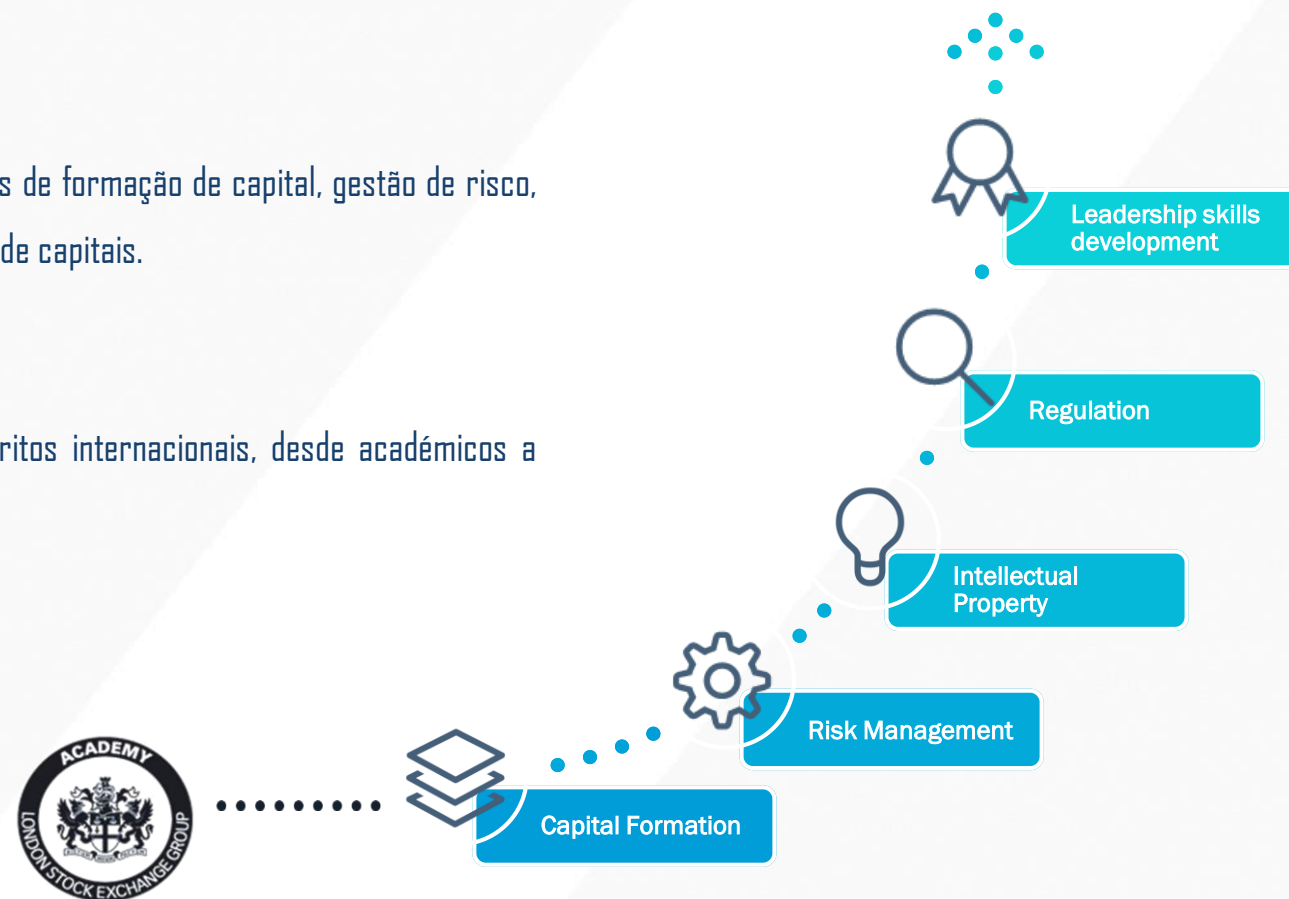 s de formação de capital, gestão de risco,
de capitais.
ritos internacionais, desde académicos a
Leadership skills
development
Regulation
Intellectual
Property
Risk Management
Capital Formation
ACADEMY
LONDON STOCK EXCHANGE GROUP